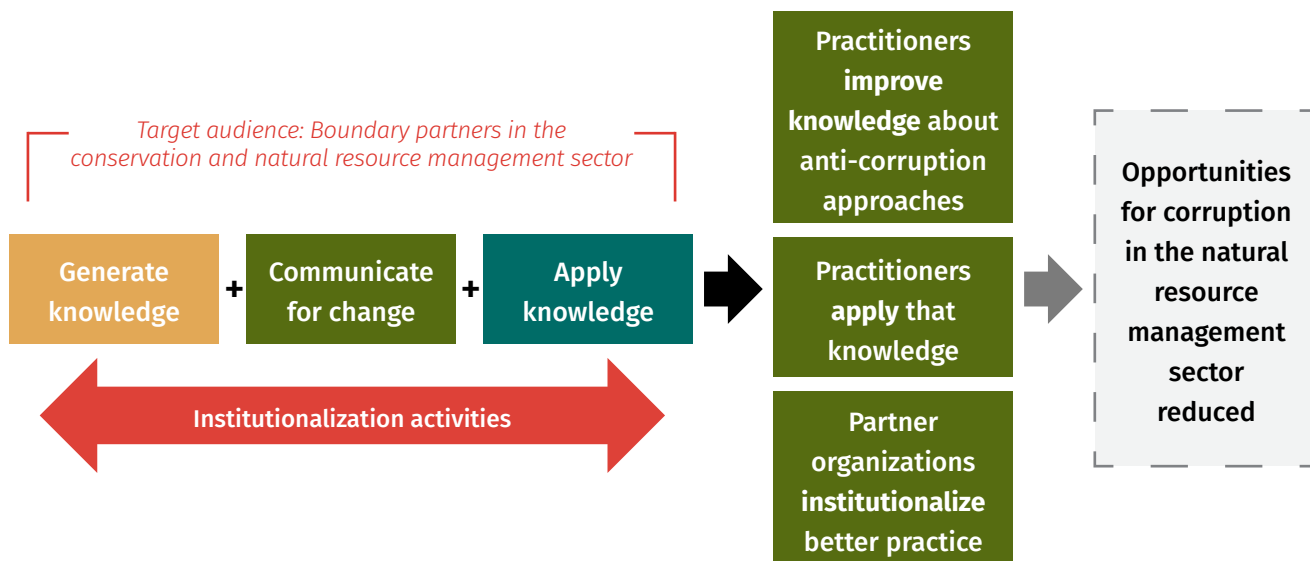 Target audience: Boundary partners in the
conservation and natural resource management sector
Generate
knowledge
+
Communicate
for change
+
Apply
knowledge
Institutionalization activities
Practitioners
improve
knowledge about
anti-corruption
approaches
Practitioners
apply that
knowledge
Partner
organizations
institutionalize
better practice
Opportunities
for corruption
in the natural
resource
management
sector
reduced